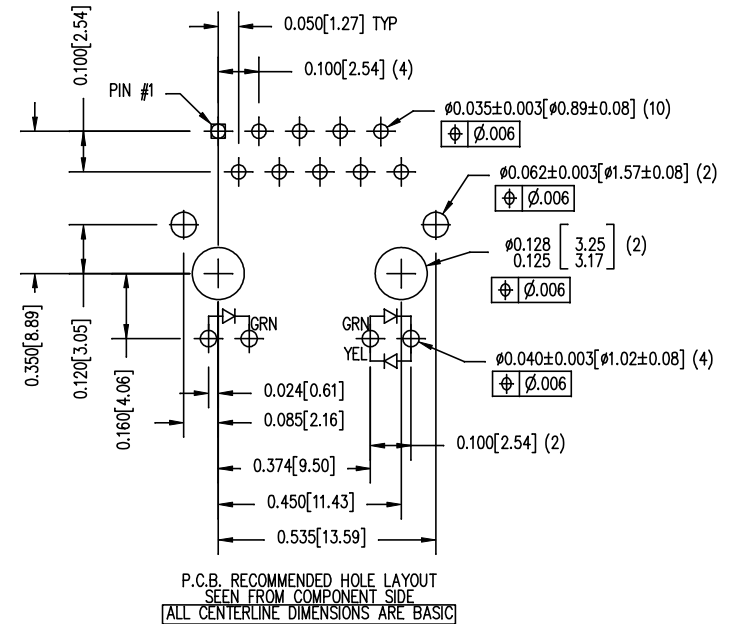 0.100[2.54]
0.050[1.27] TYP
0.100[2.54] (4)
PIN #1
ø0.035±0.003[ø0.89±0.08] (10)
⌖ Ø.006
ø0.062±0.003[ø1.57±0.08] (2)
⌖ Ø.006
ø0.128 [ 3.25 ] (2)
0.125 [ 3.17 ]
⌖ Ø.006
GRN
GRN
YEL
ø0.040±0.003[ø1.02±0.08] (4)
⌖ Ø.006
0.350[8.89]
0.120[3.05]
0.160[4.06]
0.024[0.61]
0.085[2.16]
0.100[2.54] (2)
0.374[9.50]
0.450[11.43]
0.535[13.59]
P.C.B. RECOMMENDED HOLE LAYOUT
SEEN FROM COMPONENT SIDE
ALL CENTERLINE DIMENSIONS ARE BASIC